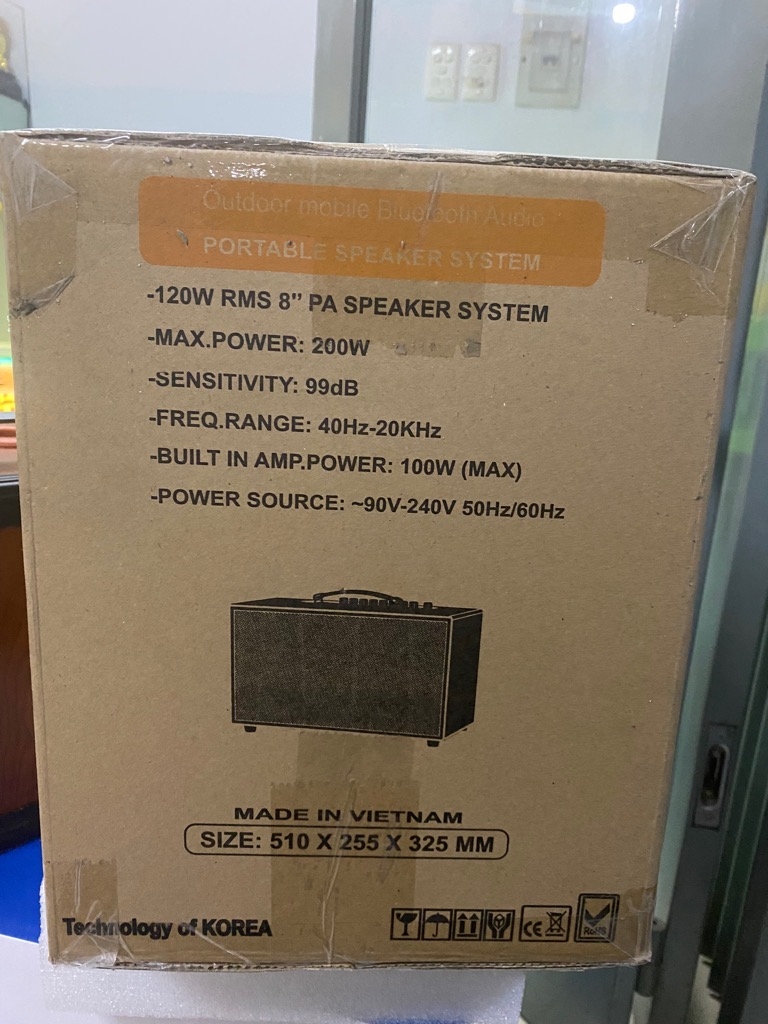 Outdoor mobile Bluetooth Audio
PORTABLE SPEAKER SYSTEM
-120W RMS 8” PA SPEAKER SYSTEM
-MAX.POWER: 200W
-SENSITIVITY: 99dB
-FREQ.RANGE: 40Hz-20KHz
-BUILT IN AMP.POWER: 100W (MAX)
-POWER SOURCE: ~90V-240V 50Hz/60Hz
MADE IN VIETNAM
SIZE: 510 X 255 X 325 MM
Technology of KOREA
CE
RoHS